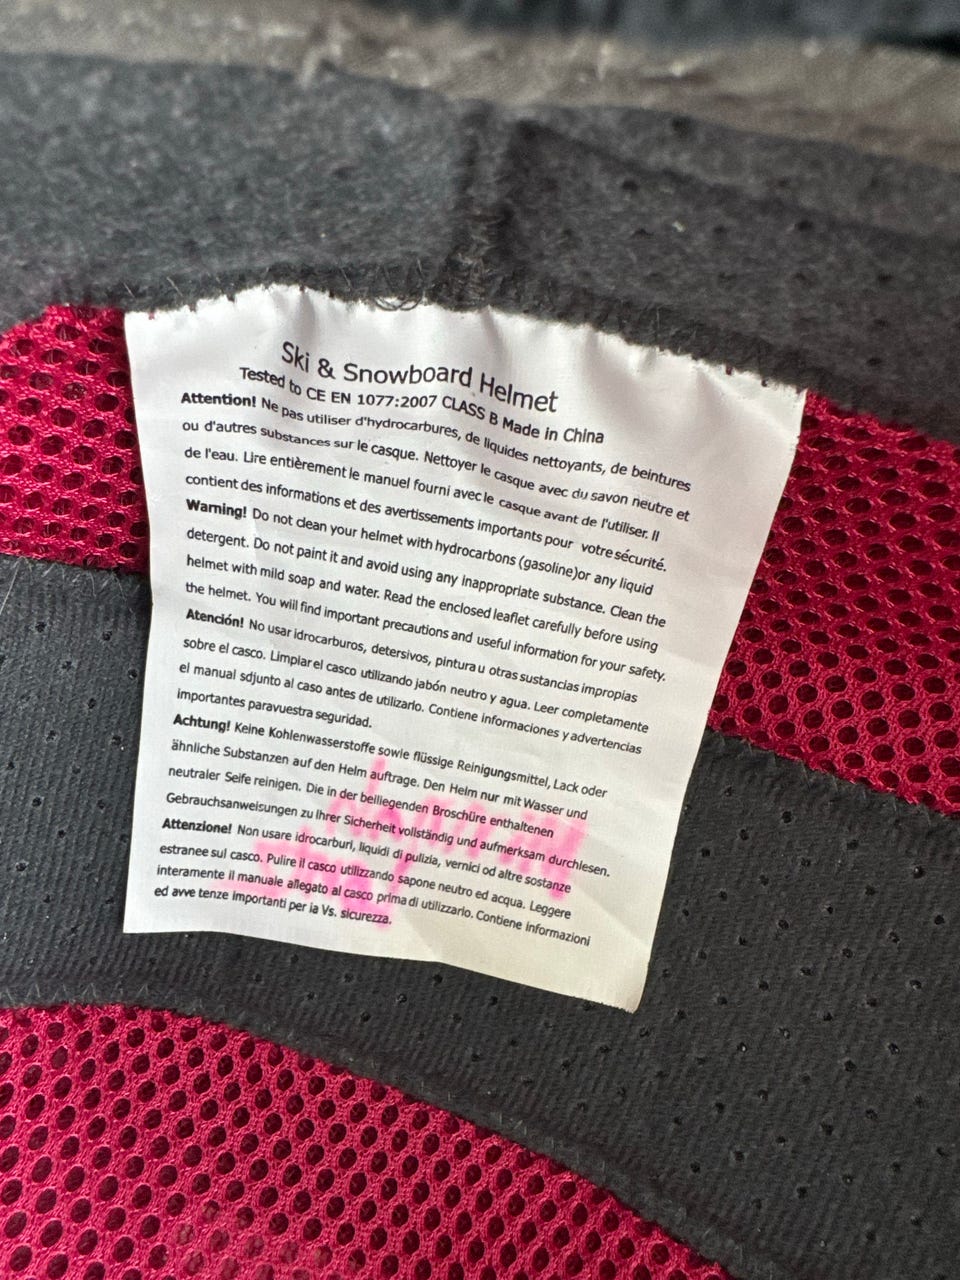 Ski & Snowboard Helmet
Tested to CE EN 1077:2007 CLASS B Made in China
Attention! Ne pas utiliser d'hydrocarbures, de liquides nettoyants, de beintures
ou d'autres substances sur le casque. Nettoyer le casque avec du savon neutre et
de l'eau. Lire entièrement le manuel fourni avec le casque avant de l'utiliser. Il
contient des informations et des avertissements importants pour votre sécurité.
Warning! Do not clean your helmet with hydrocarbons (gasoline)or any liquid
detergent. Do not paint it and avoid using any inappropriate substance. Clean the
helmet with mild soap and water. Read the enclosed leaflet carefully before using
the helmet. You will find important precautions and useful information for your safety.
Atención! No usar idrocarburos, detersivos, pintura u otras sustancias impropias
sobre el casco. Limpiar el casco utilizando jabón neutro y agua. Leer completamente
el manual sdjunto al caso antes de utilizarlo. Contiene informaciones y advertencias
importantes paravuestra seguridad.
Achtung! Keine Kohlenwasserstoffe sowie flüssige Reinigungsmittel, Lack oder
ähnliche Substanzen auf den Helm auftrage. Den Helm nur mit Wasser und
neutraler Seife reinigen. Die in der beiliegenden Broschüre enthaltenen
Gebrauchsanweisungen zu Ihrer Sicherheit vollständig und aufmerksam durchlesen.
Attenzione! Non usare idrocarburi, liquidi di pulizia, vernici od altre sostanze
estranee sul casco. Pulire il casco utilizzando sapone neutro ed acqua. Leggere
interamente il manuale allegato al casco prima di utilizzarlo. Contiene informazioni
ed avve tenze importanti per la Vs. sicurezza.